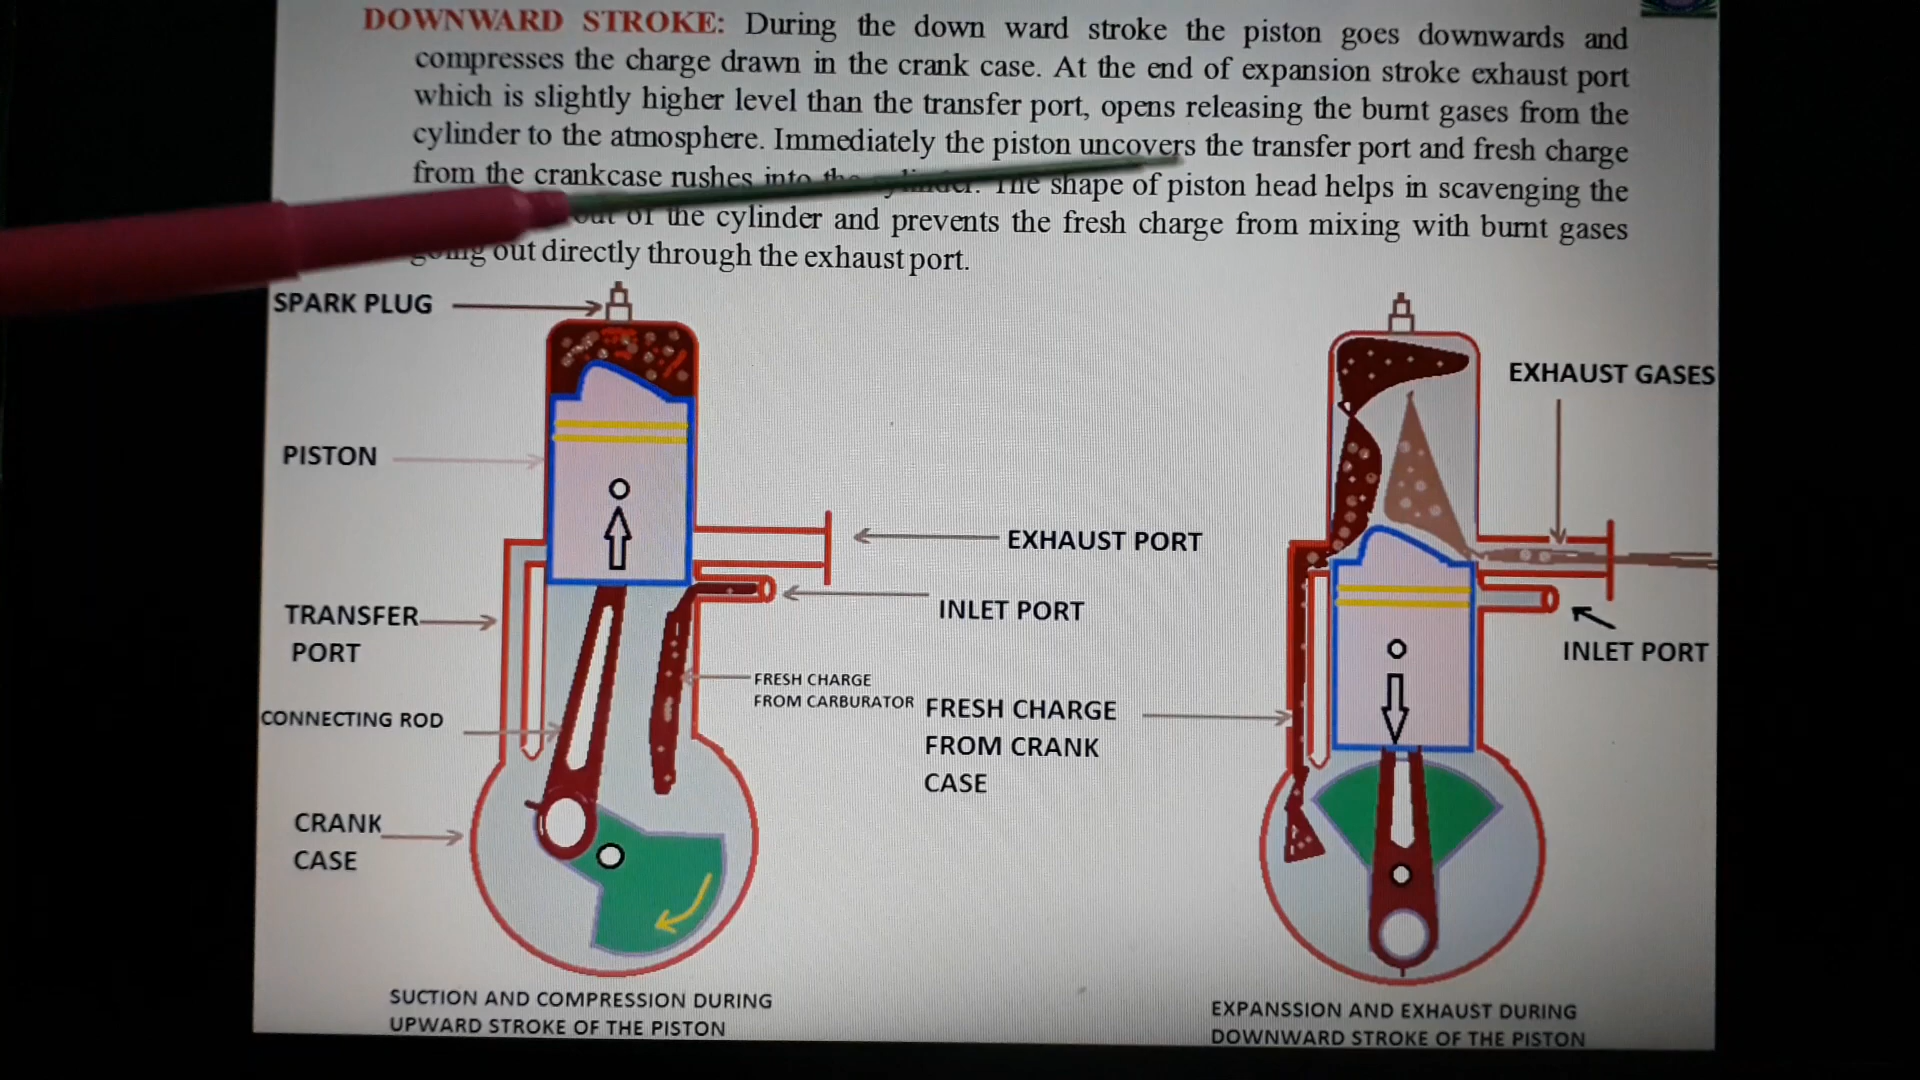 DOWNWARD STROKE: During the down ward stroke the piston goes downwards and
compresses the charge drawn in the crank case. At the end of expansion stroke exhaust port
which is slightly higher level than the transfer port, opens releasing the burnt gases from the
cylinder to the atmosphere. Immediately the piston uncovers the transfer port and fresh charge
from the crankcase rushes into the cylinder. The shape of piston head helps in scavenging the
out of the cylinder and prevents the fresh charge from mixing with burnt gases
going out directly through the exhaust port.
SPARK PLUG
EXHAUST GASES
PISTON
EXHAUST PORT
INLET PORT
TRANSFER
PORT
INLET PORT
FRESH CHARGE
FROM CARBURATOR
CONNECTING ROD
FRESH CHARGE
FROM CRANK
CASE
CRANK
CASE
SUCTION AND COMPRESSION DURING
UPWARD STROKE OF THE PISTON
EXPANSSION AND EXHAUST DURING
DOWNWARD STROKE OF THE PISTON